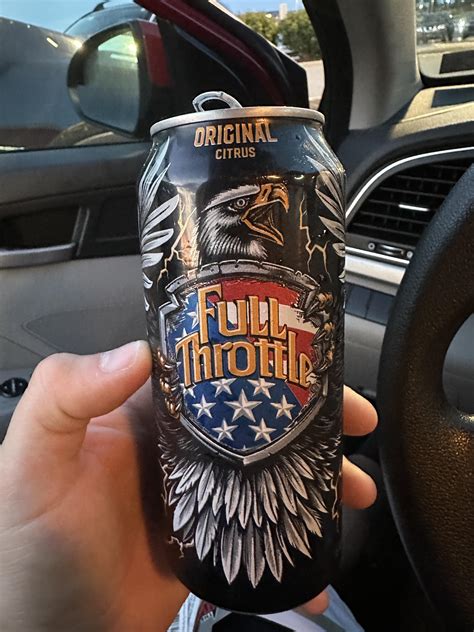 ORIGINAL
CITRUS
Full
Throttle